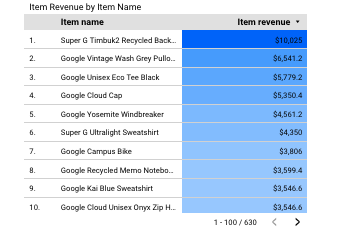 Item Revenue by Item Name
Item name Item revenue
1. Super G Timbuk2 Recycled Back... $10,025
2. Google Vintage Wash Grey Pullo... $6,541.2
3. Google Unisex Eco Tee Black $5,779.2
4. Google Cloud Cap $5,350.4
5. Google Yosemite Windbreaker $4,561.2
6. Super G Ultralight Sweatshirt $4,350
7. Google Campus Bike $3,806
8. Google Recycled Memo Notebo... $3,599.4
9. Google Kai Blue Sweatshirt $3,546.6
10. Google Cloud Unisex Onyx Zip H... $3,546.6
1 - 100 / 630